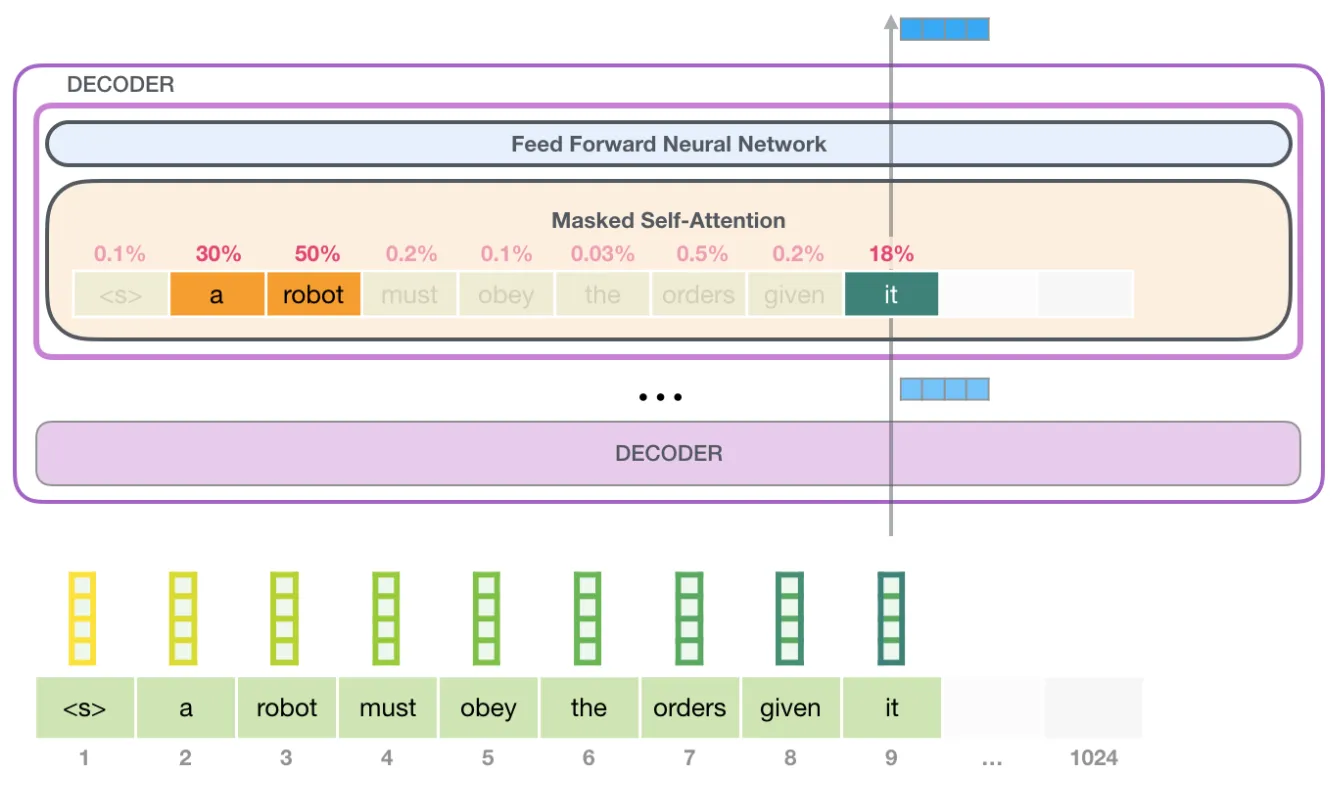 DECODER
Feed Forward Neural Network
Masked Self-Attention
0.1% 30% 50% 0.2% 0.1% 0.03% 0.5% 0.2% 18%
<s> a robot must obey the orders given it
...
DECODER
<s> a robot must obey the orders given it
1 2 3 4 5 6 7 8 9 ... 1024